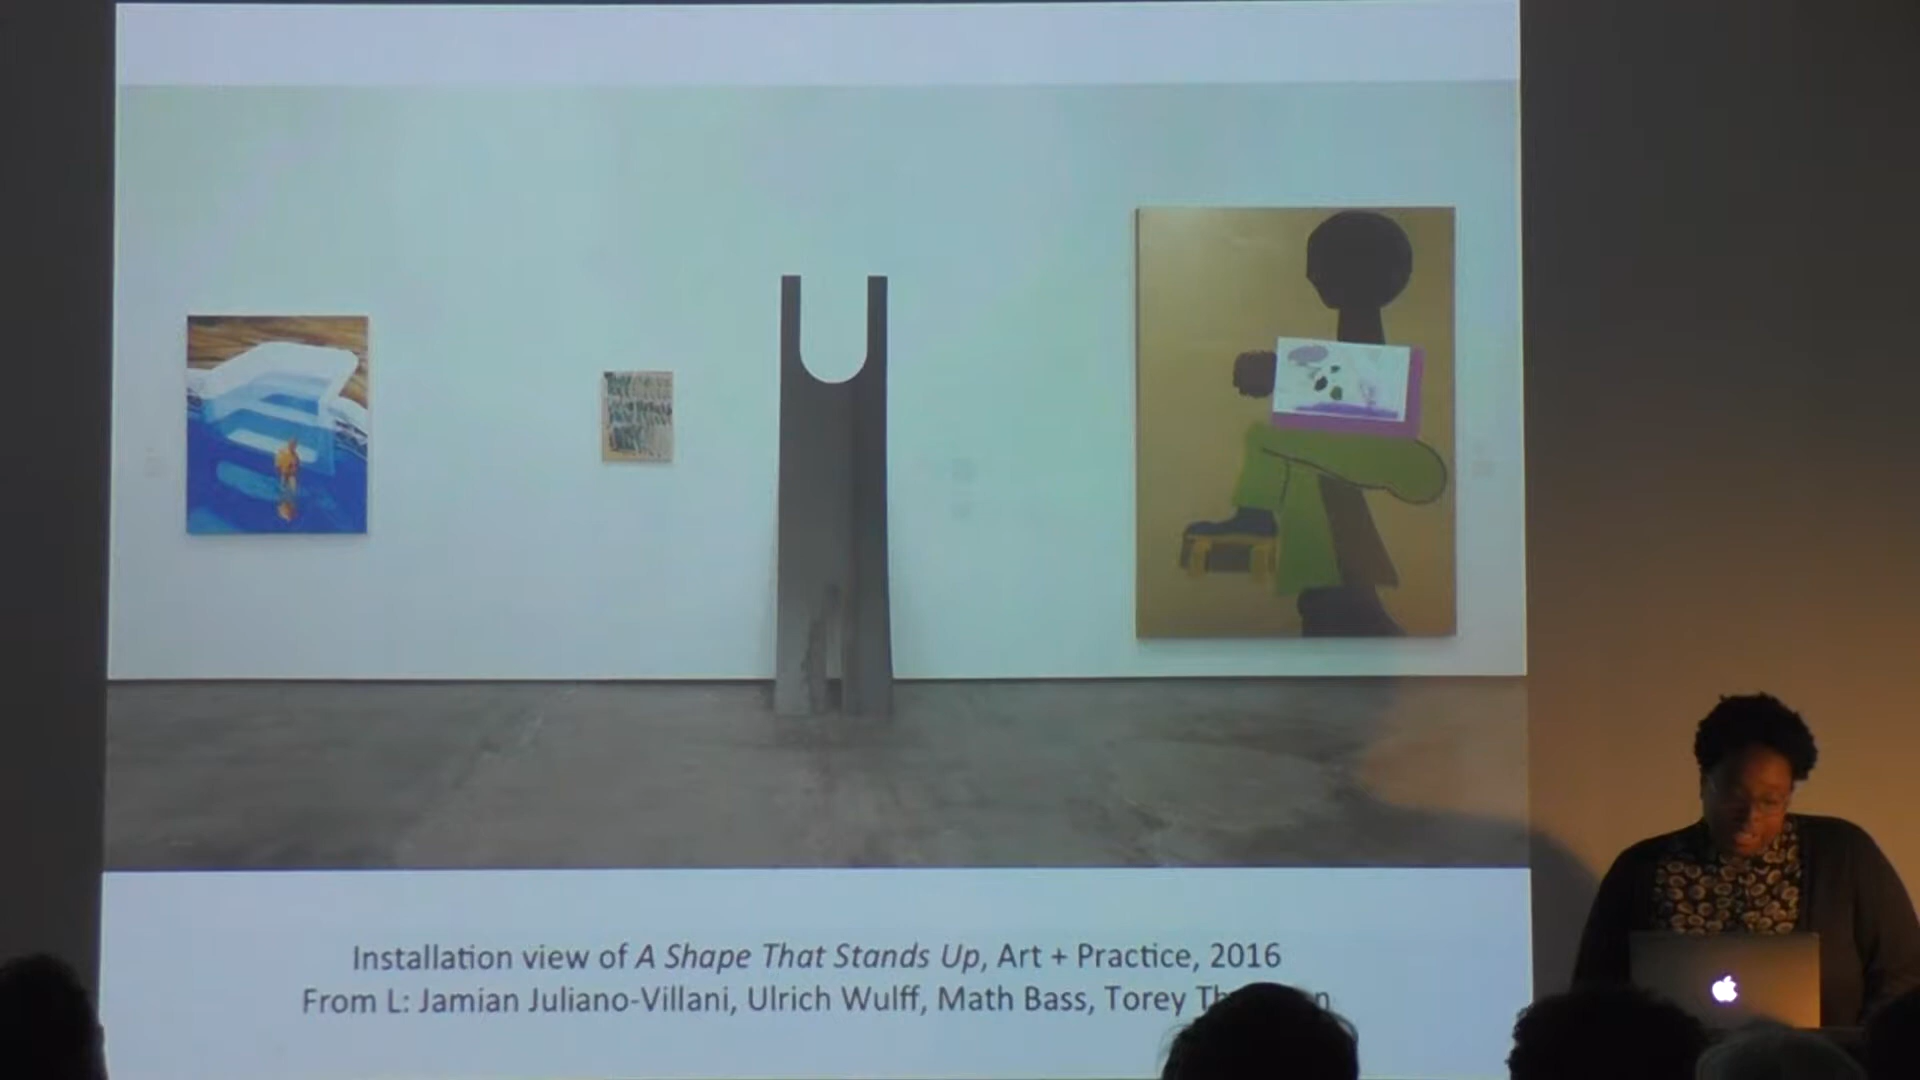 Installation view of A Shape That Stands Up, Art + Practice, 2016
From L: Jamian Juliano-Villani, Ulrich Wulff, Math Bass, Torey